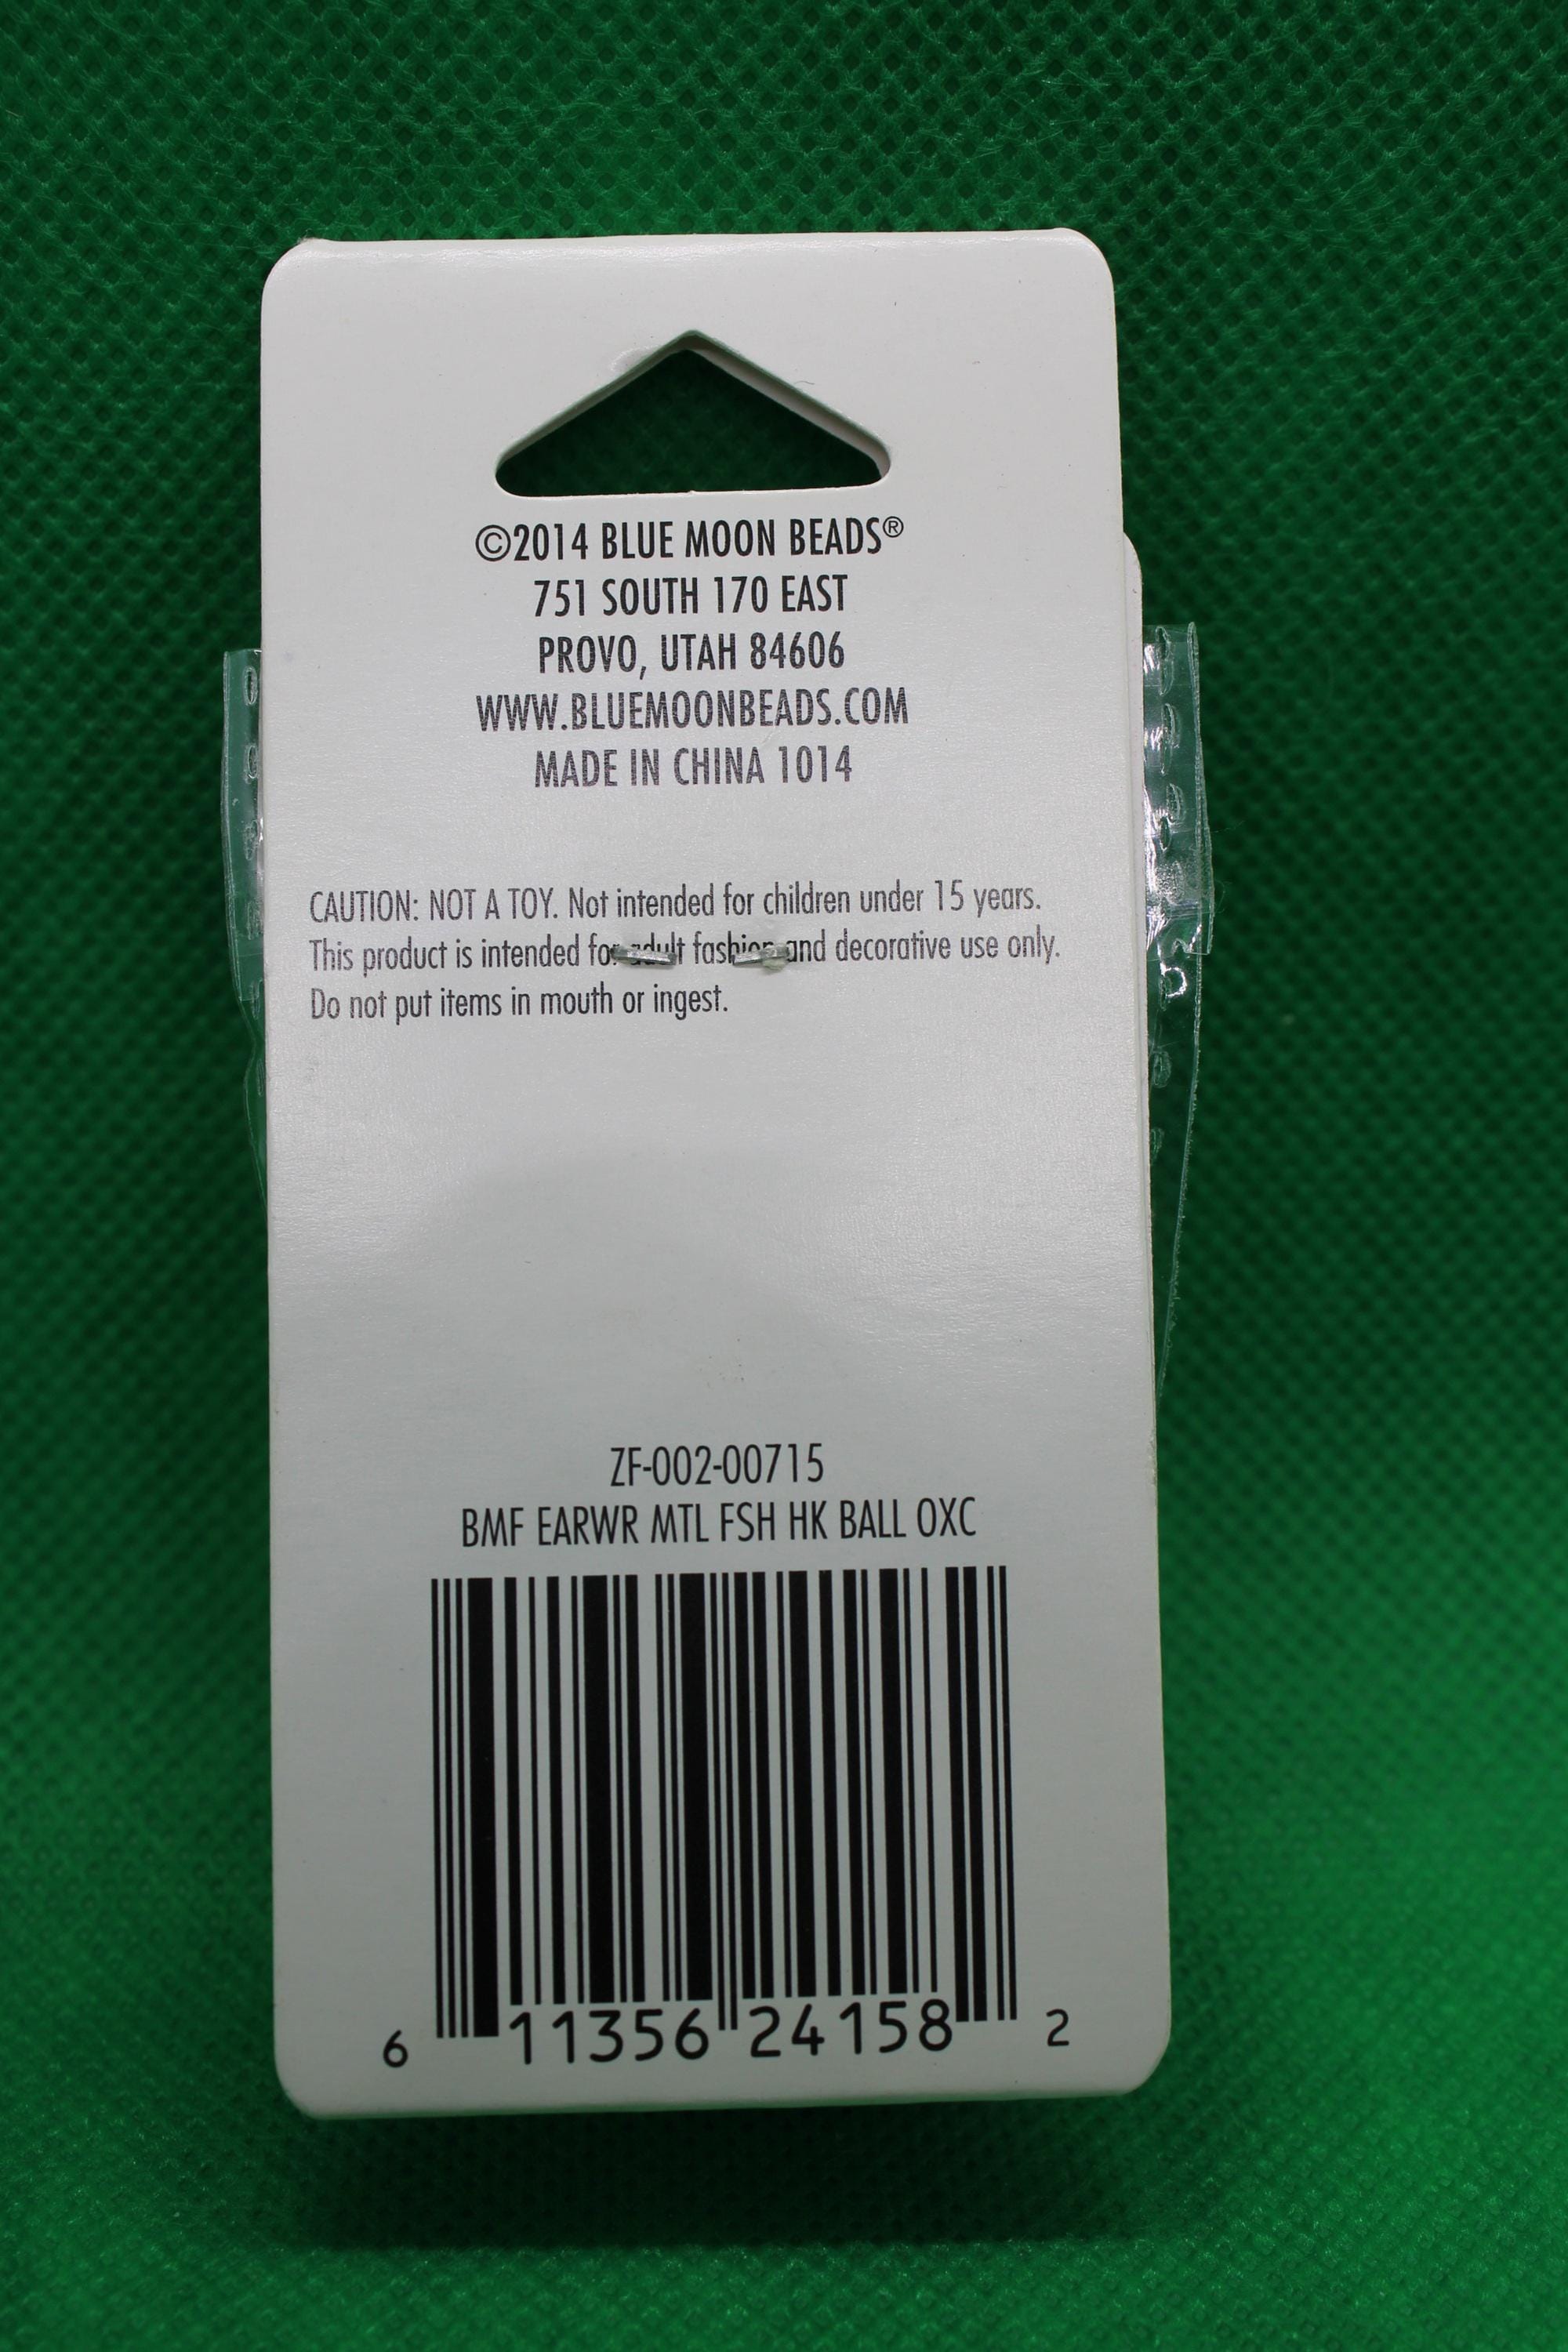 ©2014 BLUE MOON BEADS®
751 SOUTH 170 EAST
PROVO, UTAH 84606
WWW.BLUEMOONBEADS.COM
MADE IN CHINA 1014
CAUTION: NOT A TOY. Not intended for children under 15 years.
This product is intended for adult fashion and decorative use only.
Do not put items in mouth or ingest.
ZF-002-00715
BMF EARWR MTL FSH HK BALL OXC
6 11356 24158 2